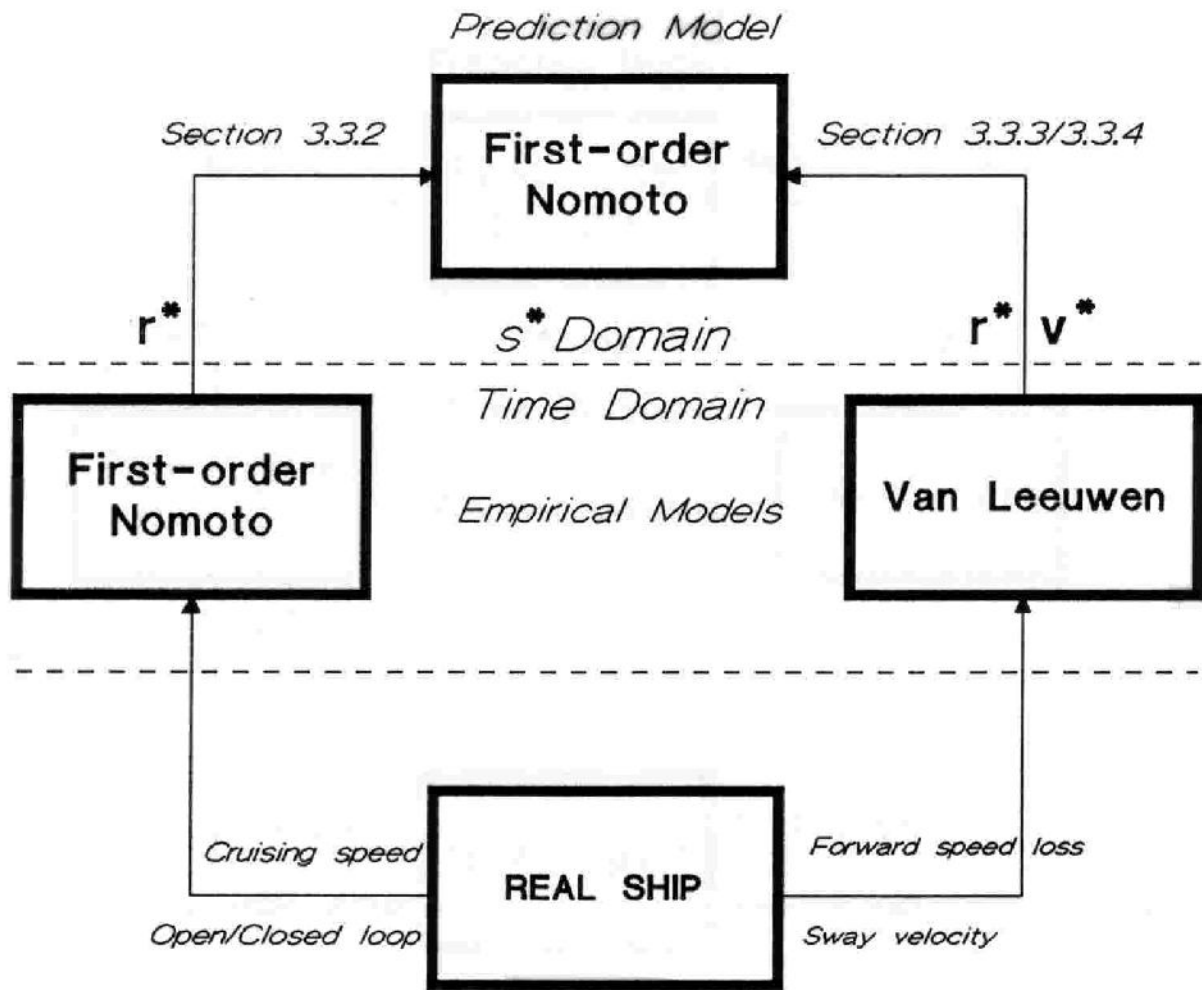 Prediction Model
Section 3.3.2
First-order
Nomoto
Section 3.3.3/3.3.4
r*
s* Domain
r* v*
Time Domain
First-order
Nomoto
Empirical Models
Van Leeuwen
Cruising speed
Open/Closed loop
REAL SHIP
Forward speed loss
Sway velocity